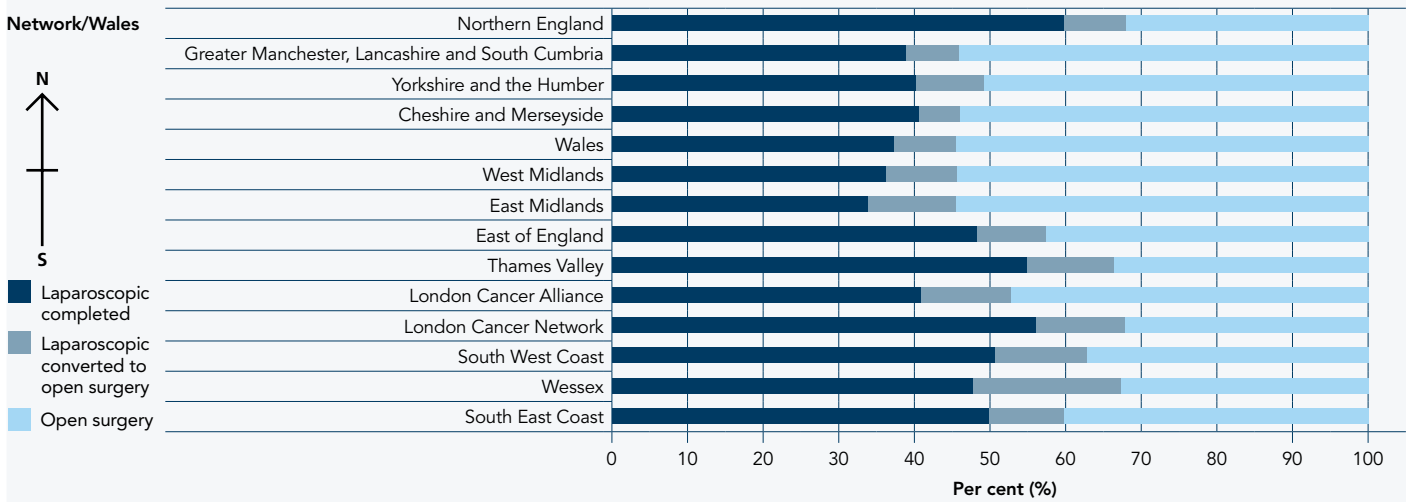 Network/Wales
Northern England
Greater Manchester, Lancashire and South Cumbria
Yorkshire and the Humber
Cheshire and Merseyside
Wales
West Midlands
East Midlands
East of England
Thames Valley
London Cancer Alliance
London Cancer Network
South West Coast
Wessex
South East Coast
N
S
Laparoscopic
completed
Laparoscopic
converted to
open surgery
Open surgery
0 10 20 30 40 50 60 70 80 90 100
Per cent (%)